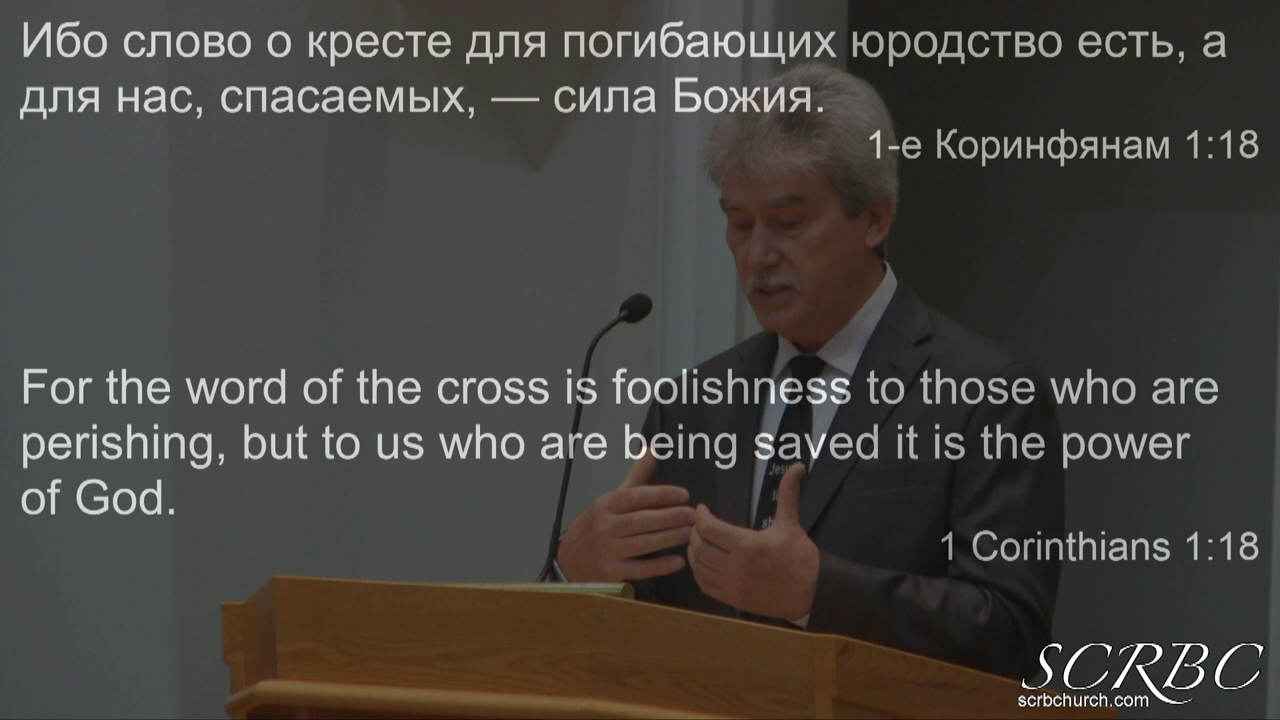 Ибо слово о кресте для погибающих юродство есть, а
для нас, спасаемых, — сила Божия.
1-е Коринфянам 1:18
For the word of the cross is foolishness to those who are
perishing, but to us who are being saved it is the power
of God.
1 Corinthians 1:18
SCRBC
scrbchurch.com